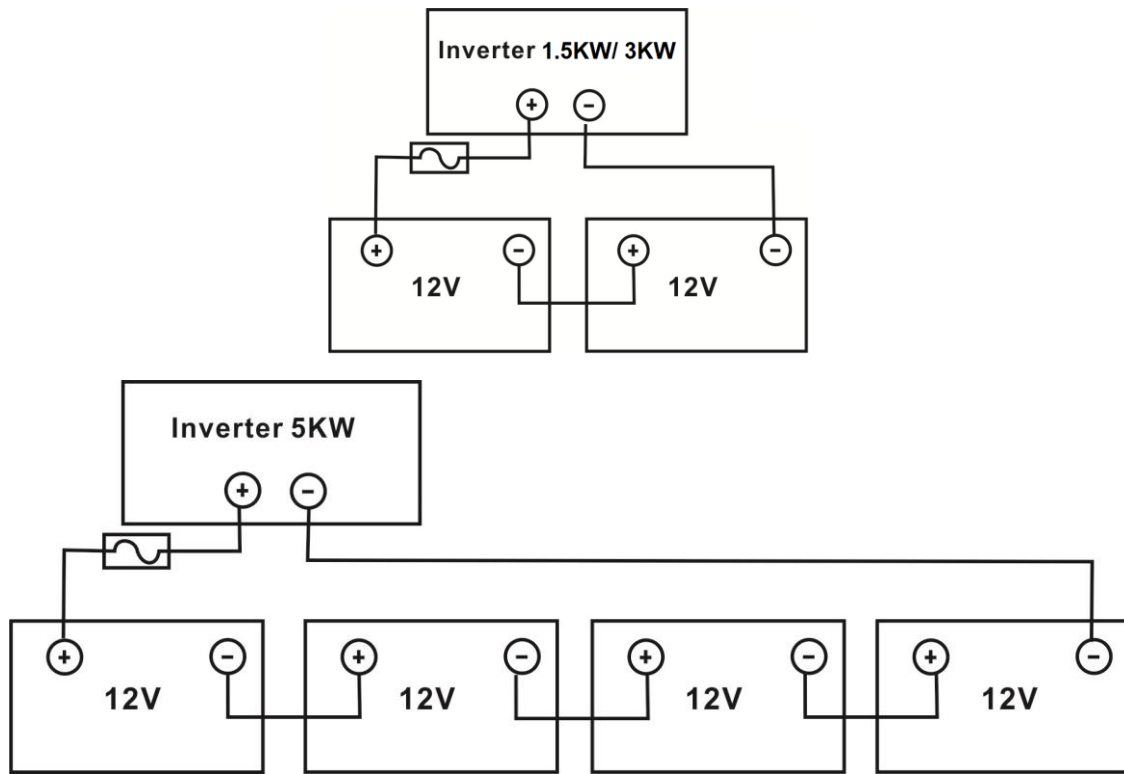 Inverter 1.5KW/ 3KW
+ -
+ - + -
12V 12V
Inverter 5KW
+ -
+ - + - + - + -
12V 12V 12V 12V